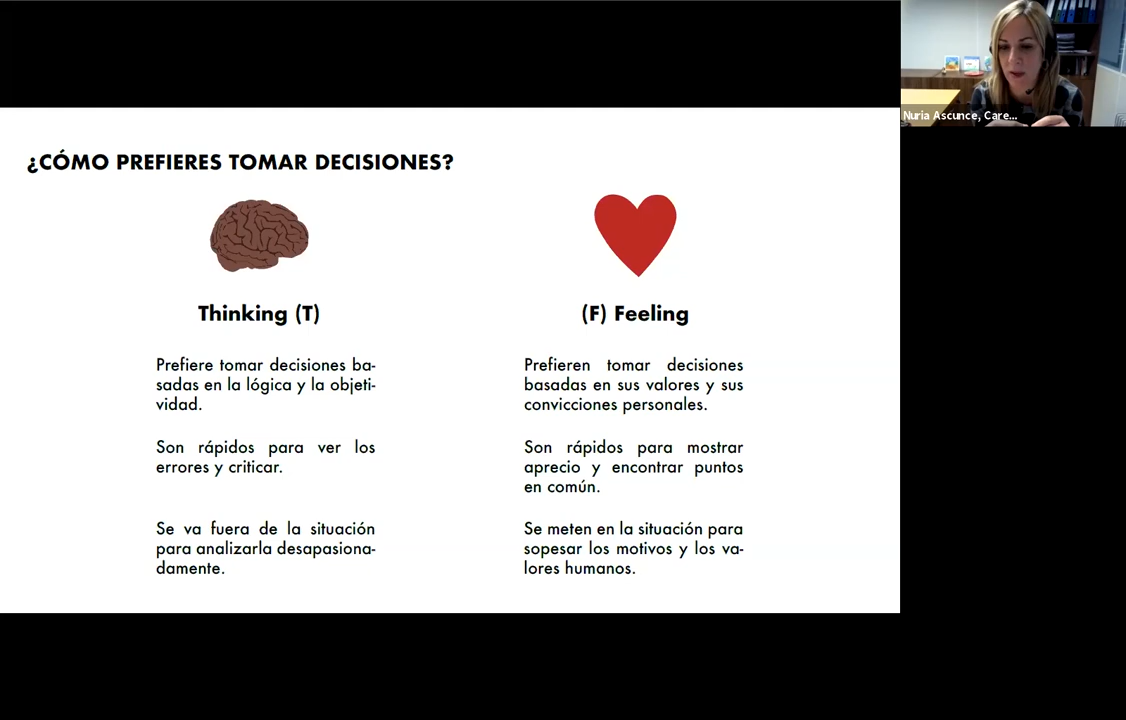 Nuria Ascunce, Care...
¿CÓMO PREFIERES TOMAR DECISIONES?
Thinking (T)
Prefiere tomar decisiones ba-
sadas en la lógica y la objeti-
vidad.
Son rápidos para ver los
errores y criticar.
Se va fuera de la situación
para analizarla desapasiona-
damente.
(F) Feeling
Prefieren tomar decisiones
basadas en sus valores y sus
convicciones personales.
Son rápidos para mostrar
aprecio y encontrar puntos
en común.
Se meten en la situación para
sopesar los motivos y los va-
lores humanos.